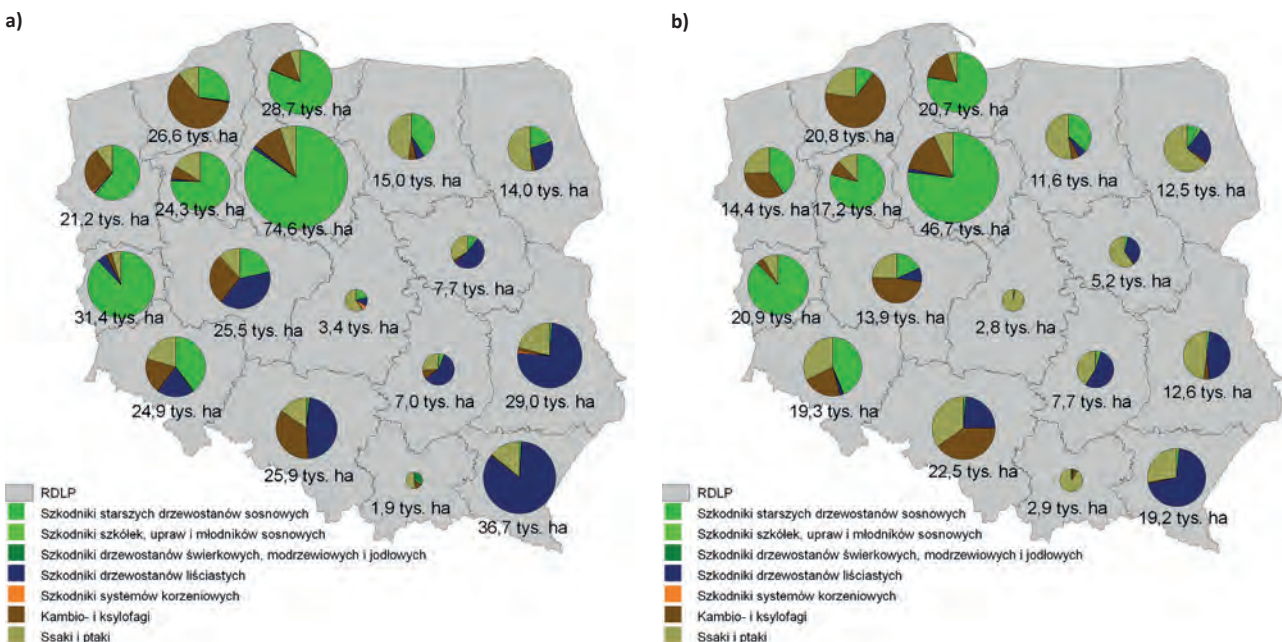 a)
28,7 tys. ha
26,6 tys. ha
15,0 tys. ha
14,0 tys. ha
21,2 tys. ha
24,3 tys. ha
74,6 tys. ha
7,7 tys. ha
31,4 tys. ha
25,5 tys. ha
3,4 tys. ha
24,9 tys. ha
7,0 tys. ha
29,0 tys. ha
25,9 tys. ha
1,9 tys. ha
36,7 tys. ha
RDLP
Szkodniki starszych drzewostanów sosnowych
Szkodniki szkółek, upraw i młodników sosnowych
Szkodniki drzewostanów świerkowych, modrzewiowych i jodłowych
Szkodniki drzewostanów liściastych
Szkodniki systemów korzeniowych
Kambio- i ksylofagi
Ssaki i ptaki
b)
20,7 tys. ha
20,8 tys. ha
11,6 tys. ha
12,5 tys. ha
14,4 tys. ha
17,2 tys. ha
46,7 tys. ha
5,2 tys. ha
20,9 tys. ha
13,9 tys. ha
2,8 tys. ha
19,3 tys. ha
7,7 tys. ha
12,6 tys. ha
22,5 tys. ha
2,9 tys. ha
19,2 tys. ha
RDLP
Szkodniki starszych drzewostanów sosnowych
Szkodniki szkółek, upraw i młodników sosnowych
Szkodniki drzewostanów świerkowych, modrzewiowych i jodłowych
Szkodniki drzewostanów liściastych
Szkodniki systemów korzeniowych
Kambio- i ksylofagi
Ssaki i ptaki